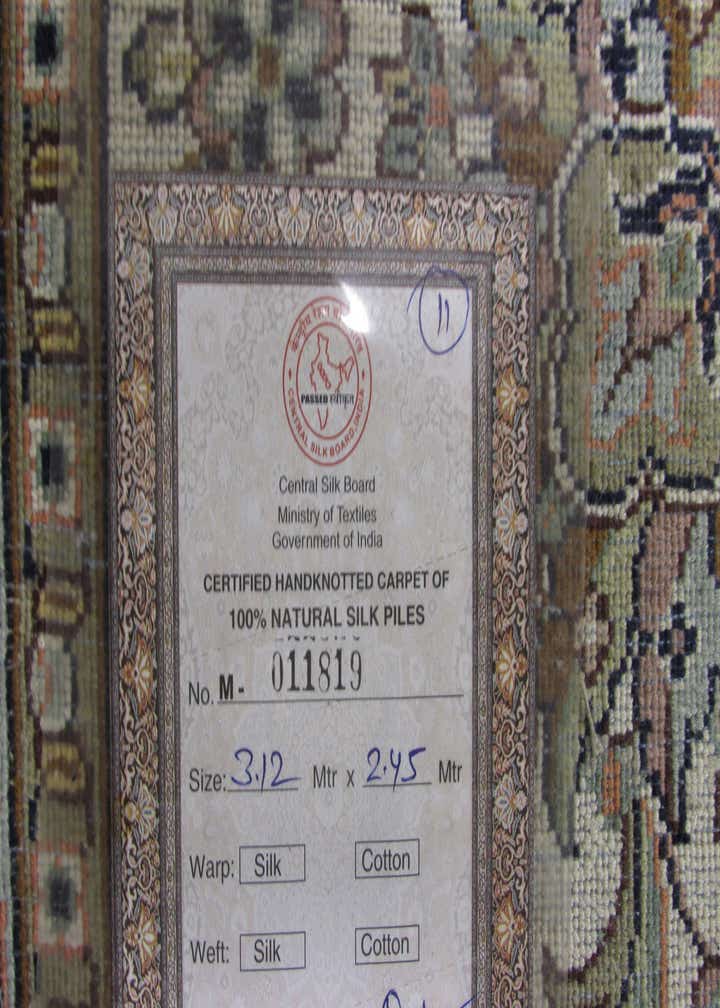 11
PASSED
CENTRAL SILK BOARD, INDIA
Central Silk Board
Ministry of Textiles
Government of India
CERTIFIED HANDKNOTTED CARPET OF
100% NATURAL SILK PILES
No. M- 011819
Size: 3.12 Mtr x 2.45 Mtr
Warp: Silk Cotton
Weft: Silk Cotton